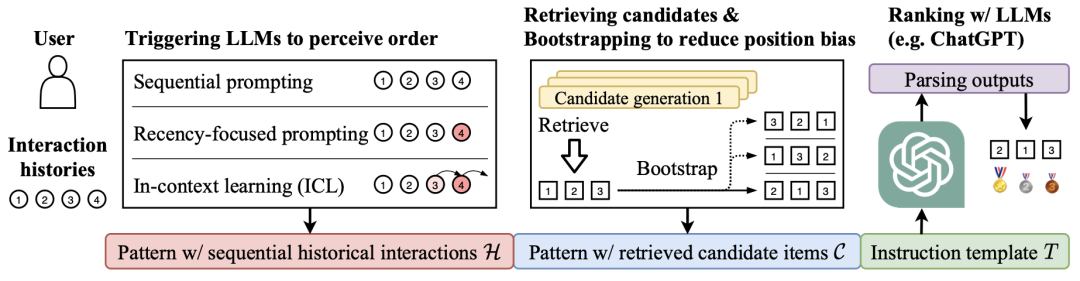 User
Interaction
histories
1 2 3 4
Triggering LLMs to perceive order
Sequential prompting 1 2 3 4
Recency-focused prompting 1 2 3 4
In-context learning (ICL) 1 2 3 4
Pattern w/ sequential historical interactions ℋ
Retrieving candidates &
Bootstrapping to reduce position bias
Candidate generation 1
Retrieve
Bootstrap
1 2 3
3 2 1
1 3 2
2 1 3
Pattern w/ retrieved candidate items 𝒞
Ranking w/ LLMs
(e.g. ChatGPT)
Parsing outputs
2 1 3
1 2 3
Instruction template T